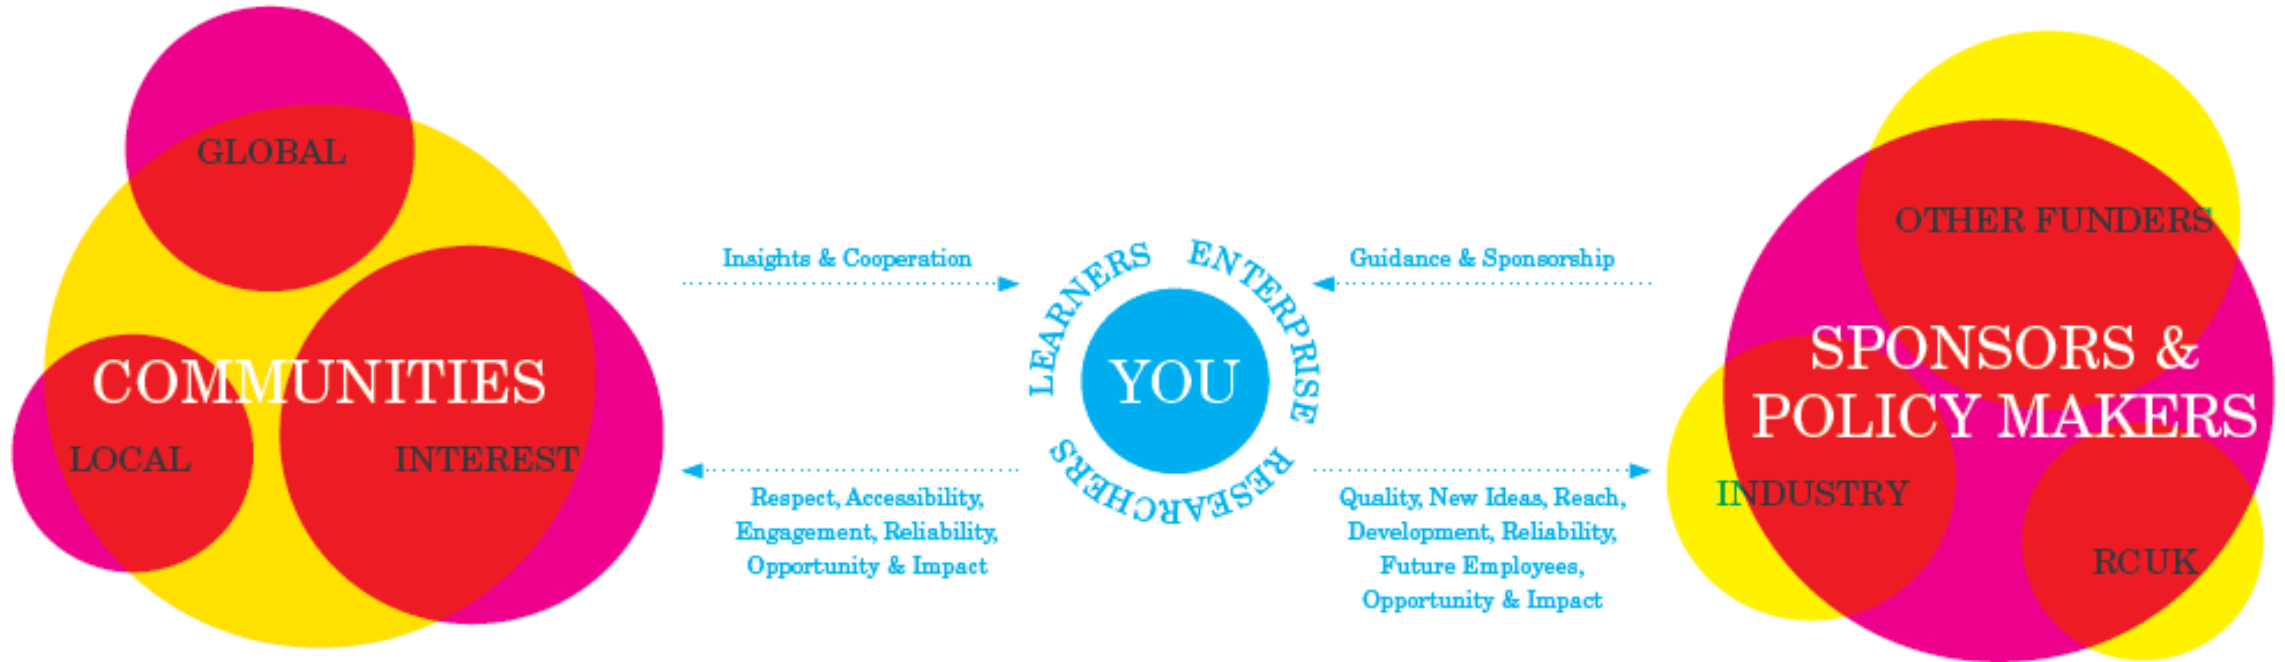 GLOBAL
COMMUNITIES
LOCAL
INTEREST
Insights & Cooperation
Respect, Accessibility,
Engagement, Reliability,
Opportunity & Impact
LEARNERS
ENTERPRISE
RESEARCHERS
YOU
Guidance & Sponsorship
Quality, New Ideas, Reach,
Development, Reliability,
Future Employees,
Opportunity & Impact
OTHER FUNDERS
SPONSORS &
POLICY MAKERS
INDUSTRY
RCUK